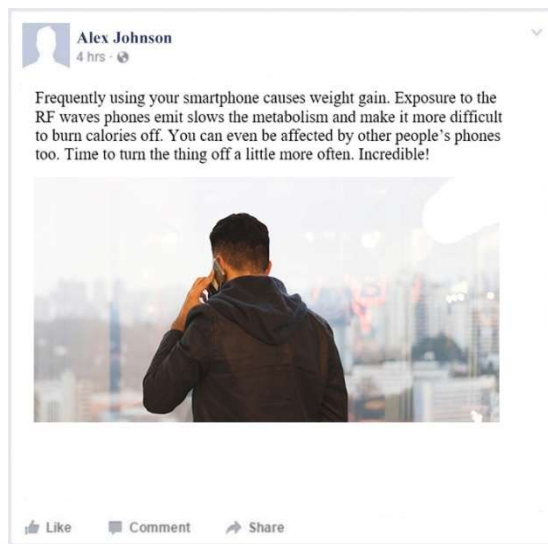 Alex Johnson
4 hrs ·
Frequently using your smartphone causes weight gain. Exposure to the
RF waves phones emit slows the metabolism and make it more difficult
to burn calories off. You can even be affected by other people’s phones
too. Time to turn the thing off a little more often. Incredible!
Like Comment Share